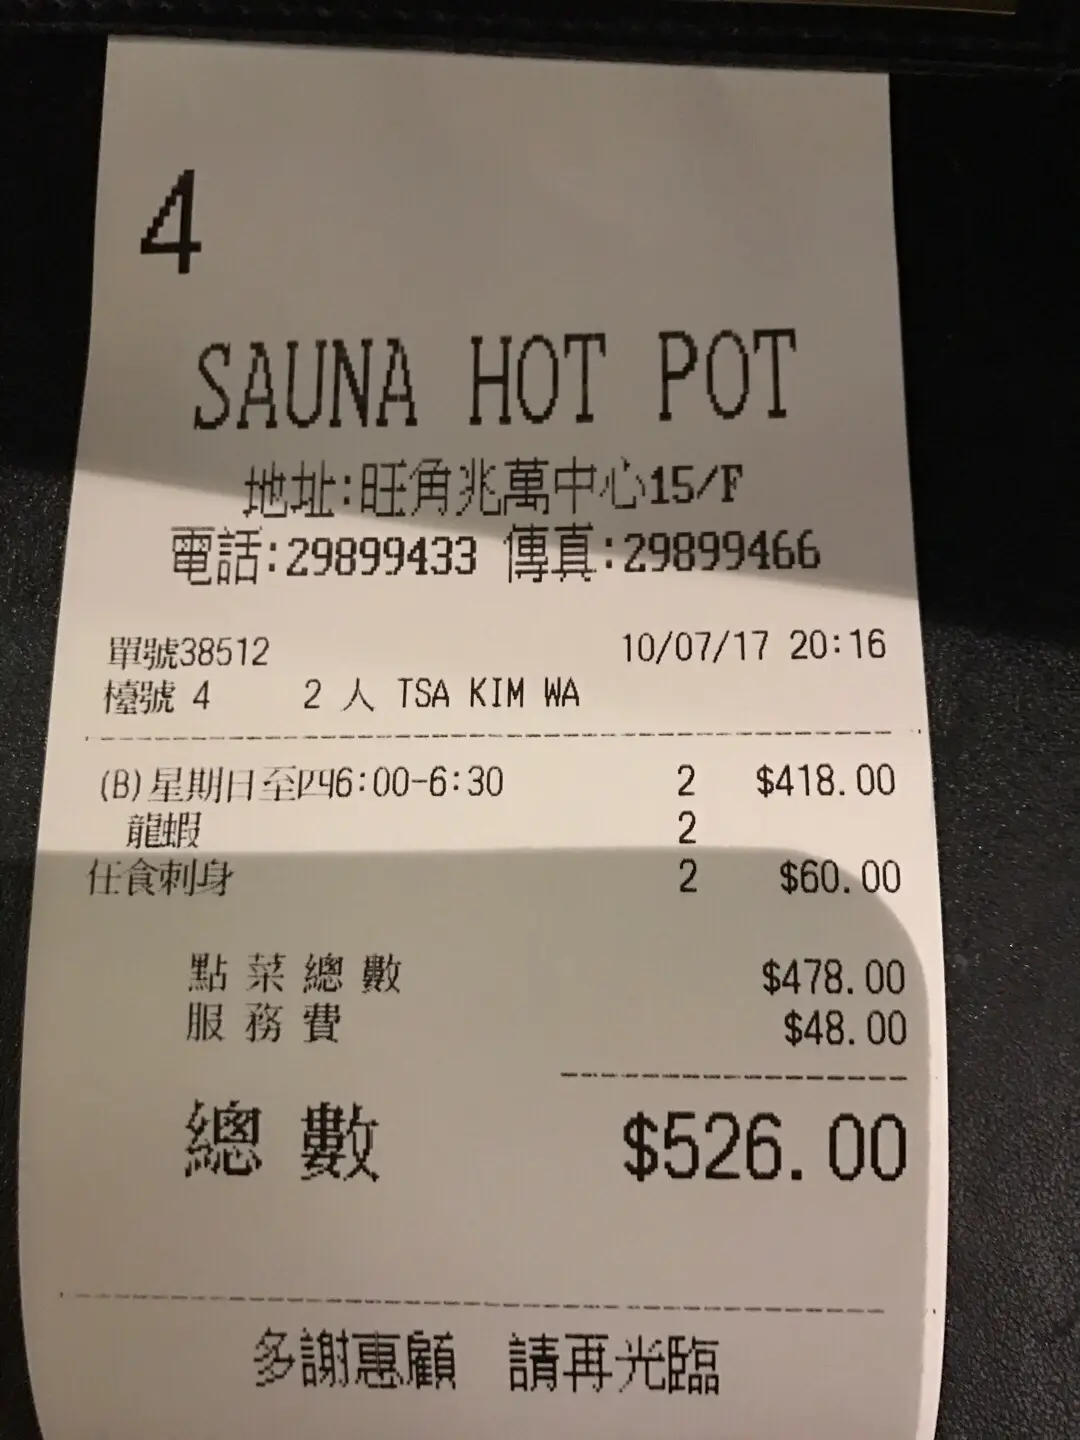 4
SAUNA HOT POT
地址:旺角兆萬中心15/F
電話:29899433 傳真:29899466
單號38512 10/07/17 20:16
檯號 4 2 人 TSA KIM WA
(B)星期日至四6:00-6:30 2 $418.00
龍蝦 2
任食刺身 2 $60.00
點菜總數 $478.00
服務費 $48.00
總數 $526.00
多謝惠顧 請再光臨